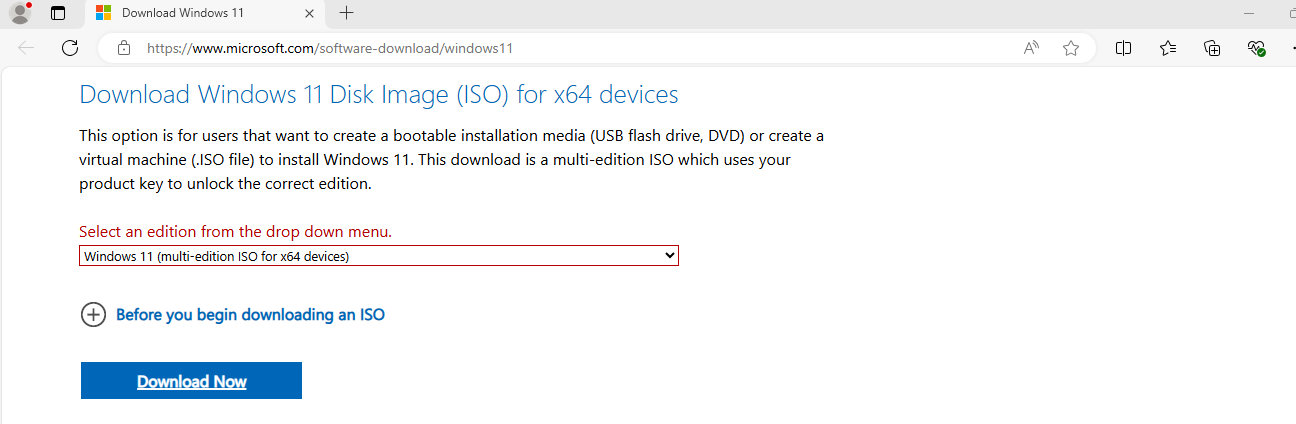 Download Windows 11
https://www.microsoft.com/software-download/windows11
Download Windows 11 Disk Image (ISO) for x64 devices
This option is for users that want to create a bootable installation media (USB flash drive, DVD) or create a
virtual machine (.ISO file) to install Windows 11. This download is a multi-edition ISO which uses your
product key to unlock the correct edition.
Select an edition from the drop down menu.
Windows 11 (multi-edition ISO for x64 devices)
Before you begin downloading an ISO
Download Now